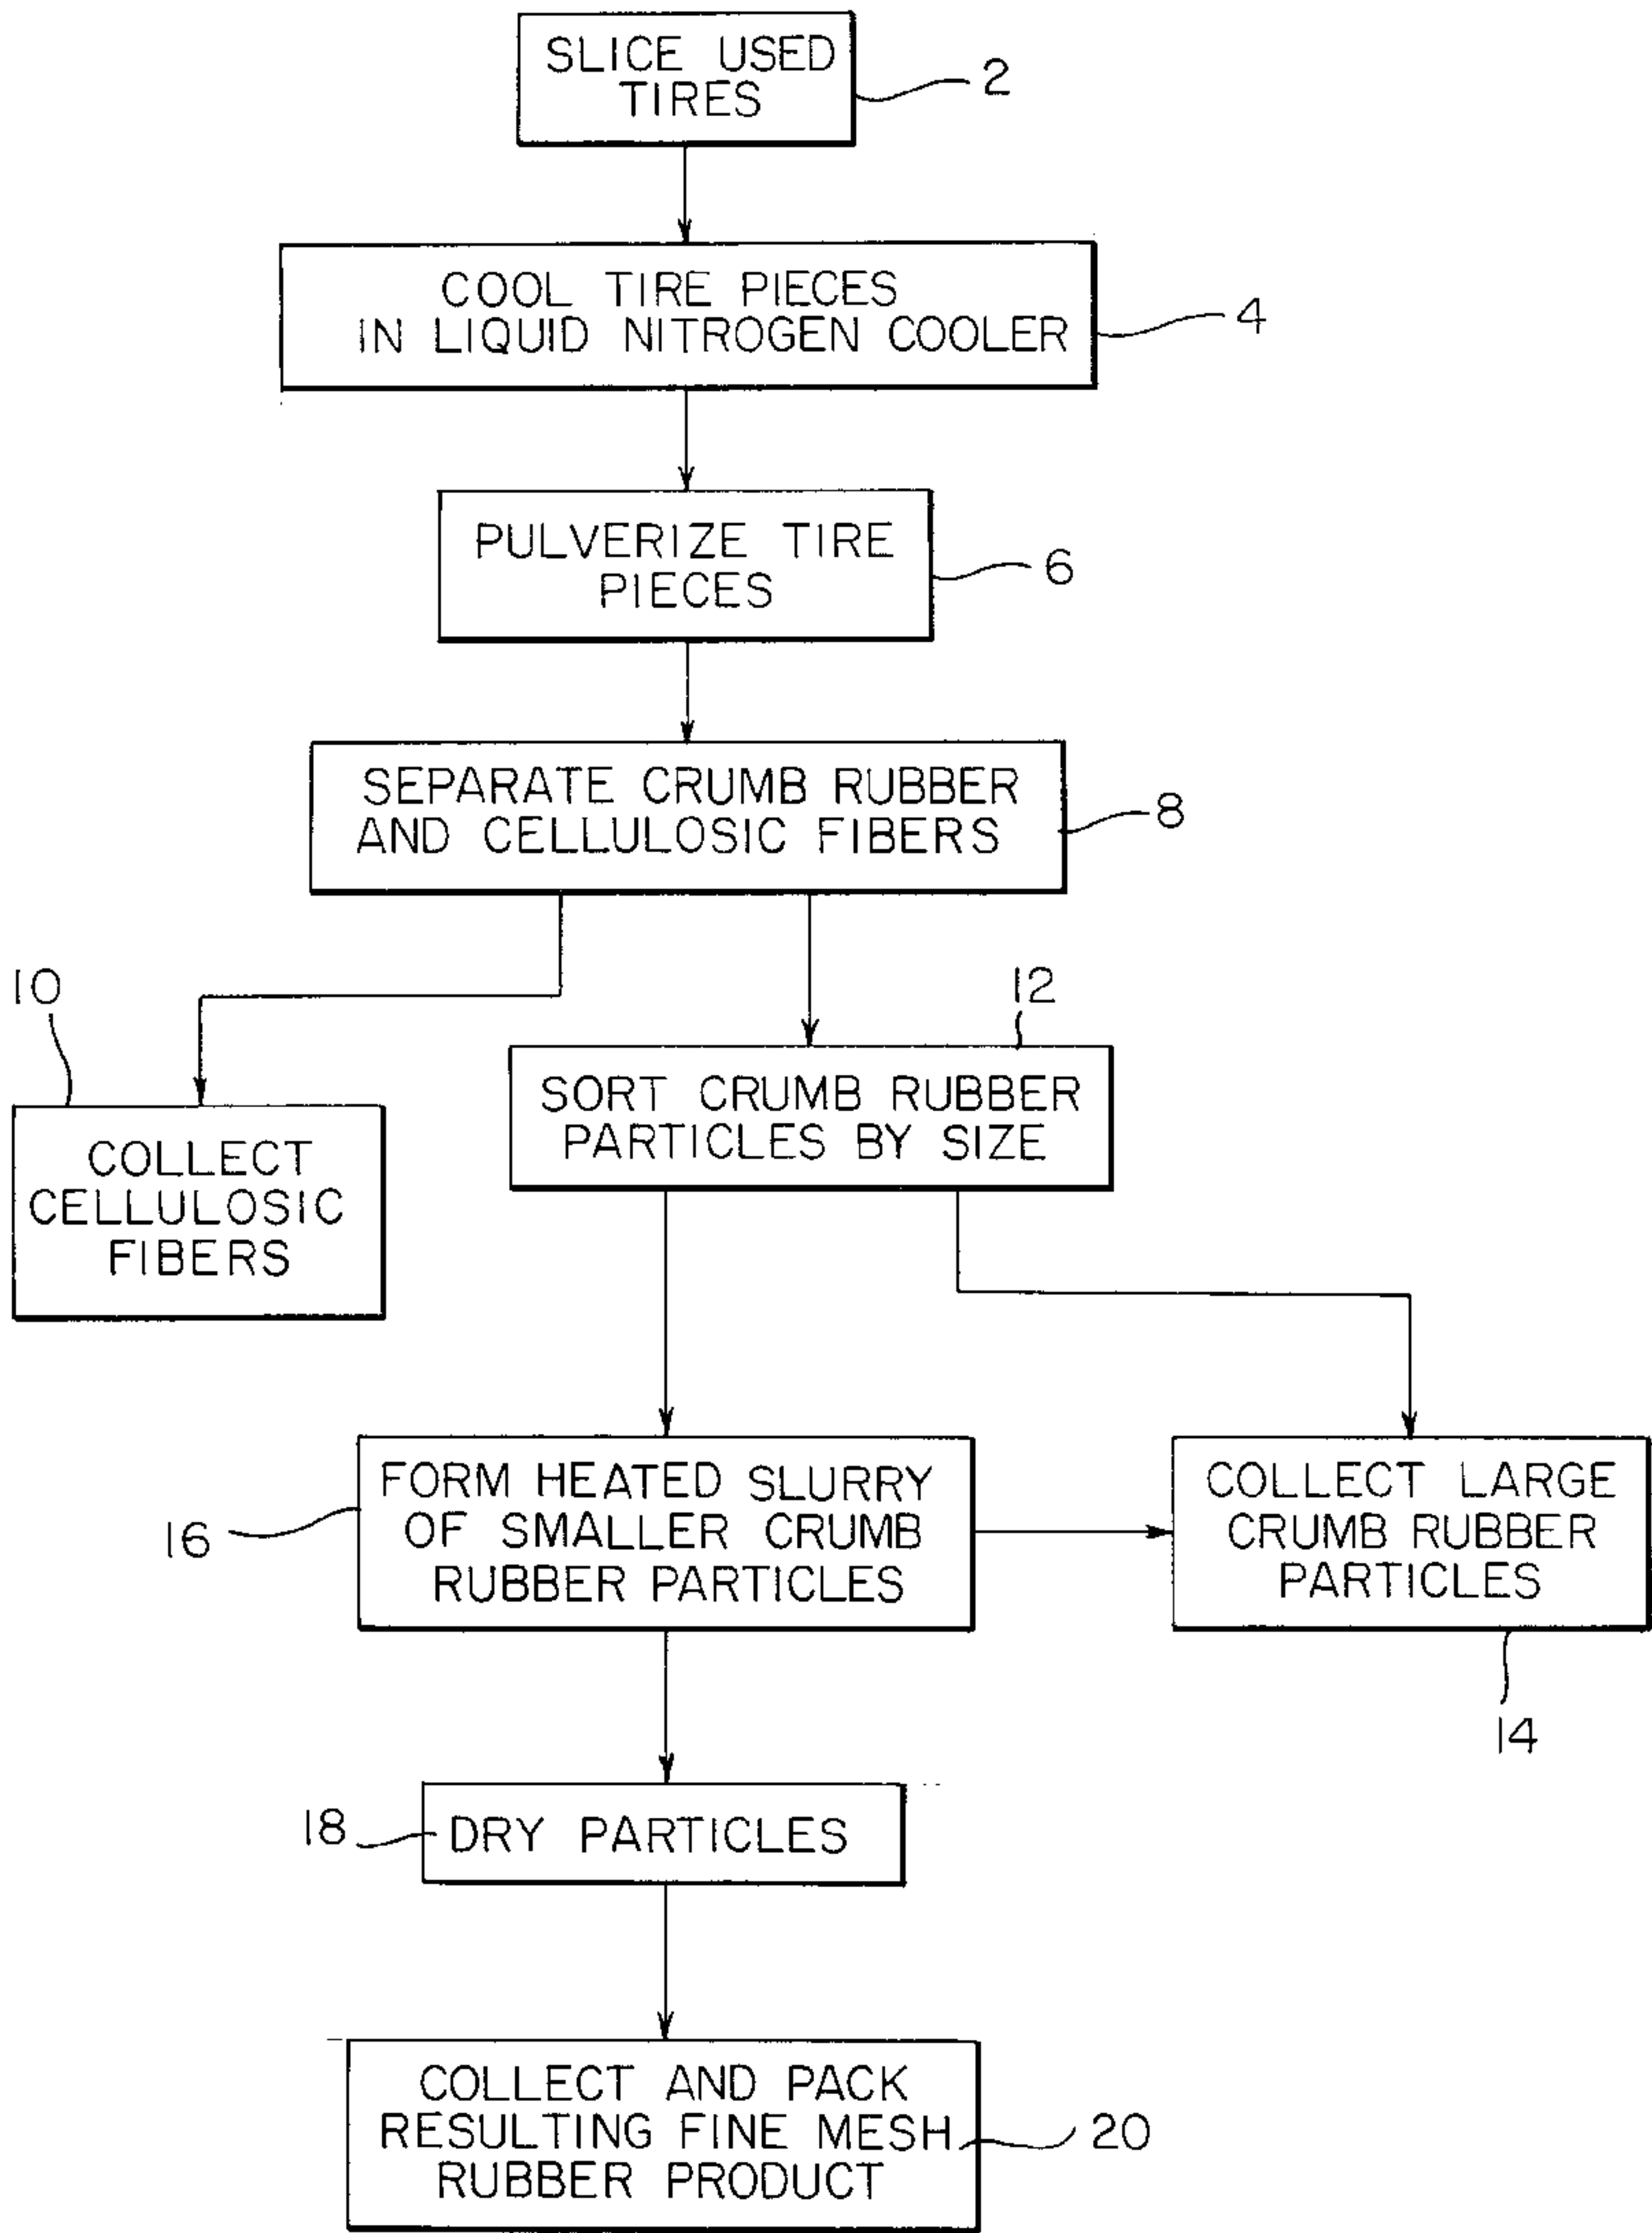 SLICE USED
TIRES
2
COOL TIRE PIECES
IN LIQUID NITROGEN COOLER
4
PULVERIZE TIRE
PIECES
6
SEPARATE CRUMB RUBBER
AND CELLULOSIC FIBERS
8
10
12
COLLECT
CELLULOSIC
FIBERS
SORT CRUMB RUBBER
PARTICLES BY SIZE
FORM HEATED SLURRY
OF SMALLER CRUMB
RUBBER PARTICLES
16
COLLECT LARGE
CRUMB RUBBER
PARTICLES
14
18
DRY PARTICLES
COLLECT AND PACK
RESULTING FINE MESH
RUBBER PRODUCT
20